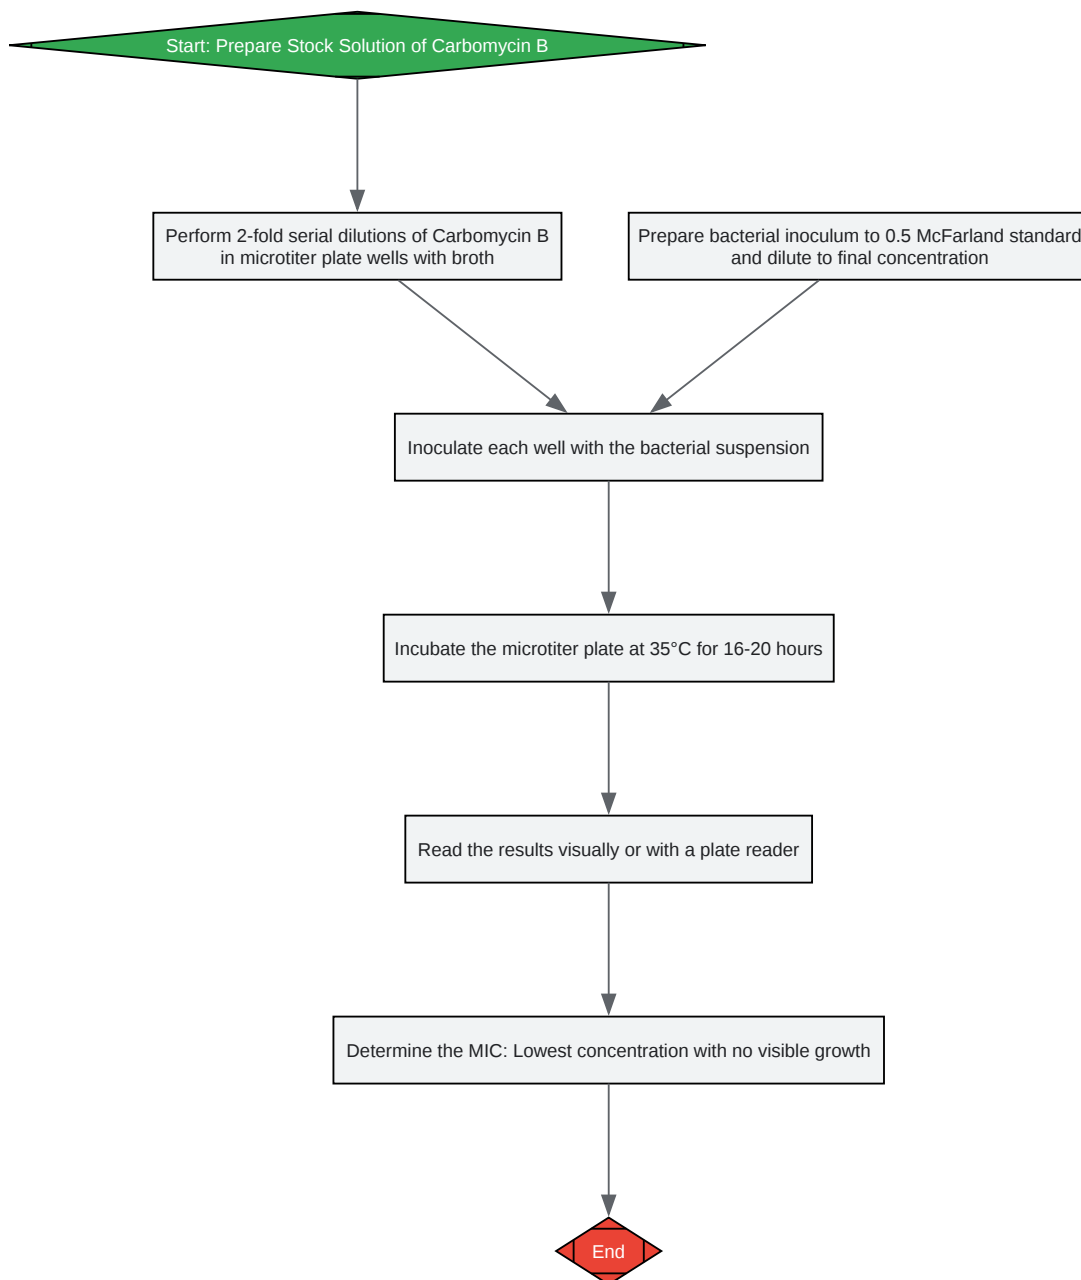 Start: Prepare Stock Solution of Carbomycin B
Perform 2-fold serial dilutions of Carbomycin B
in microtiter plate wells with broth
Prepare bacterial inoculum to 0.5 McFarland standard
and dilute to final concentration
Inoculate each well with the bacterial suspension
Incubate the microtiter plate at 35°C for 16-20 hours
Read the results visually or with a plate reader
Determine the MIC: Lowest concentration with no visible growth
End